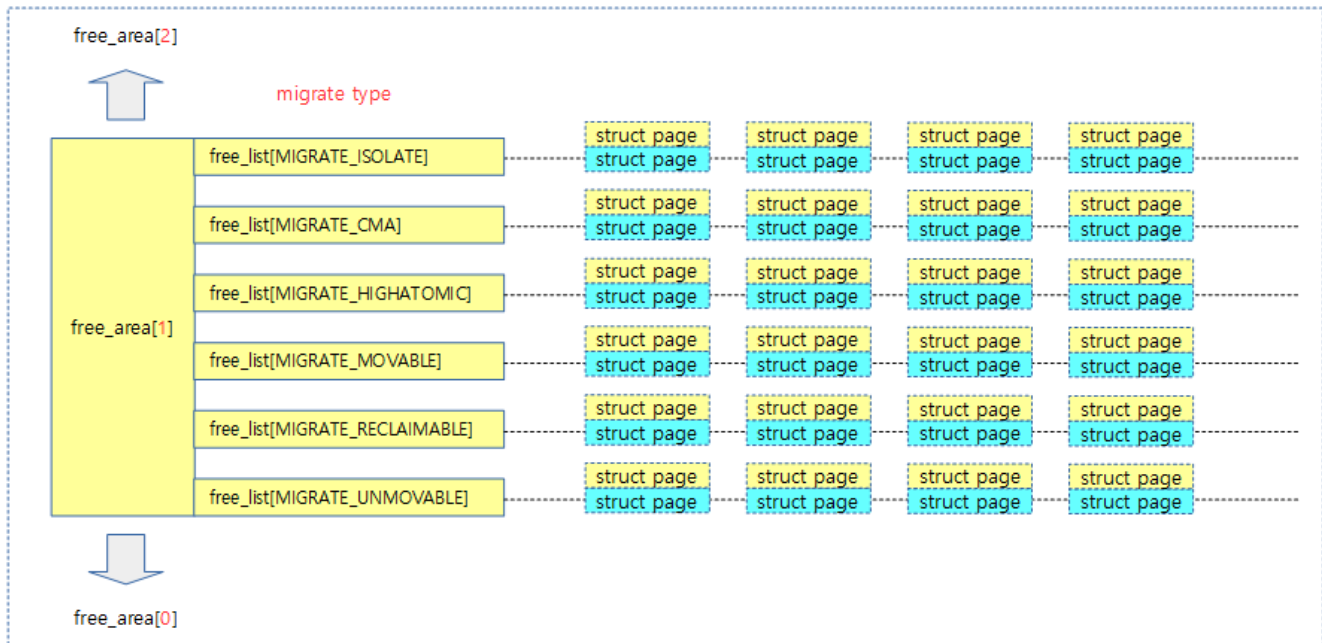 free_area[2]
migrate type
free_area[1]
free_list[MIGRATE_ISOLATE]
struct page struct page struct page struct page
struct page struct page struct page struct page
free_list[MIGRATE_CMA]
struct page struct page struct page struct page
struct page struct page struct page struct page
free_list[MIGRATE_HIGHATOMIC]
struct page struct page struct page struct page
struct page struct page struct page struct page
free_list[MIGRATE_MOVABLE]
struct page struct page struct page struct page
struct page struct page struct page struct page
free_list[MIGRATE_RECLAIMABLE]
struct page struct page struct page struct page
struct page struct page struct page struct page
free_list[MIGRATE_UNMOVABLE]
struct page struct page struct page struct page
struct page struct page struct page struct page
free_area[0]